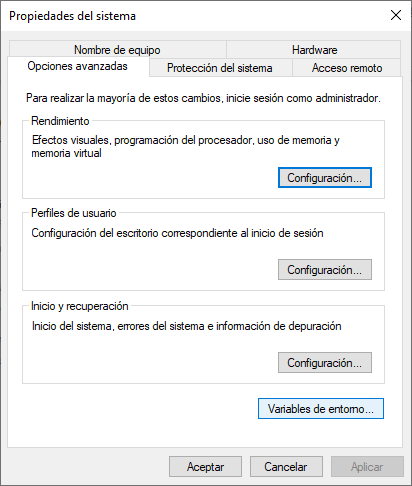 Propiedades del sistema
Nombre de equipo
Hardware
Opciones avanzadas
Protección del sistema
Acceso remoto
Para realizar la mayoría de estos cambios, inicie sesión como administrador.
Rendimiento
Efectos visuales, programación del procesador, uso de memoria y
memoria virtual
Configuración...
Perfiles de usuario
Configuración del escritorio correspondiente al inicio de sesión
Configuración...
Inicio y recuperación
Inicio del sistema, errores del sistema e información de depuración
Configuración...
Variables de entorno...
Aceptar
Cancelar
Aplicar